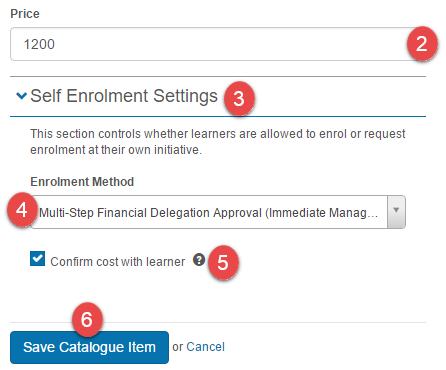 Price
1200 2
Self Enrolment Settings 3
This section controls whether learners are allowed to enrol or request
enrolment at their own initiative.
Enrolment Method
4 Multi-Step Financial Delegation Approval (Immediate Manag...
Confirm cost with learner ? 5
6
Save Catalogue Item or Cancel